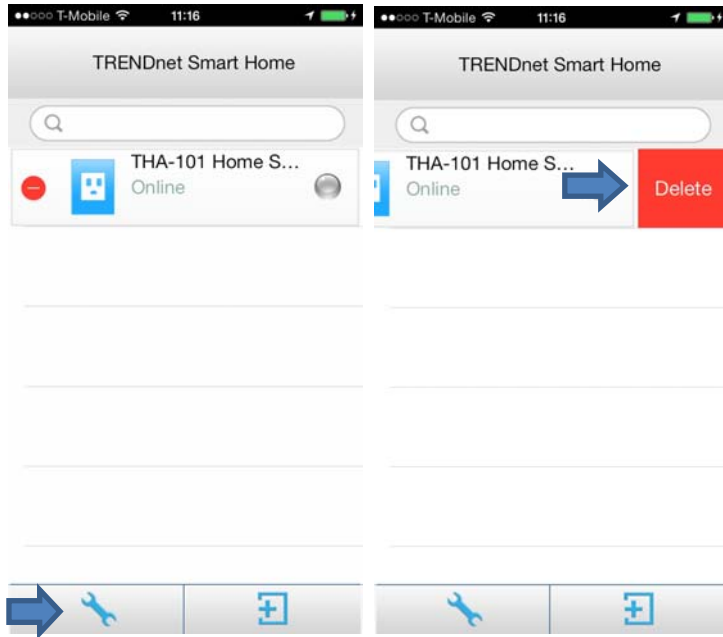 ●●○○○ T-Mobile 11:16
TRENDnet Smart Home
THA-101 Home S...
Online
●●○○○ T-Mobile 11:16
TRENDnet Smart Home
THA-101 Home S...
Online
Delete